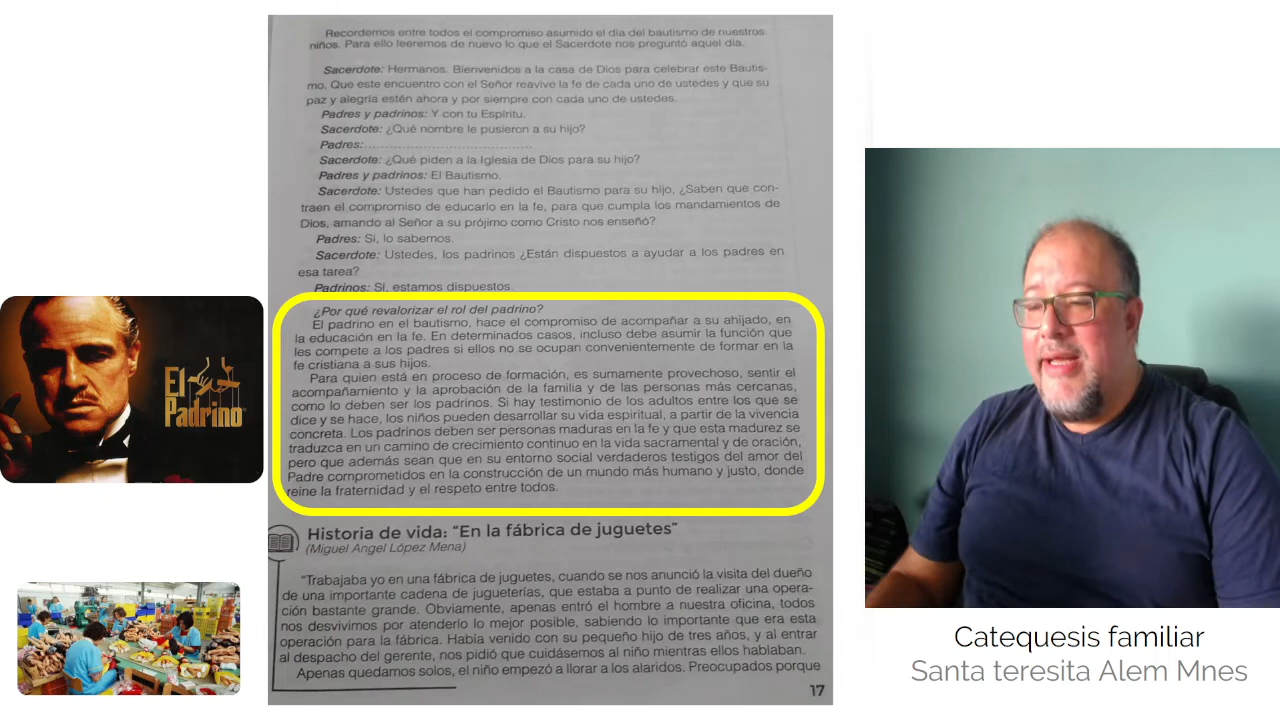 Recordemos entre todos el compromiso asumido el día del bautismo de nuestros
niños. Para ello leeremos de nuevo lo que el Sacerdote nos preguntó aquel día.
Sacerdote: Hermanos. Bienvenidos a la casa de Dios para celebrar este Bautis-
mo. Que este encuentro con el Señor reavive la fe de cada uno de ustedes y que su
paz y alegría estén ahora y por siempre con cada uno de ustedes.
Padres y padrinos: Y con tu Espíritu.
Sacerdote: ¿Qué nombre le pusieron a su hijo?
Padres:......................................
Sacerdote: ¿Qué piden a la Iglesia de Dios para su hijo?
Padres y padrinos: El Bautismo.
Sacerdote: Ustedes que han pedido el Bautismo para su hijo, ¿Saben que con-
traen el compromiso de educarlo en la fe, para que cumpla los mandamientos de
Dios, amando al Señor a su prójimo como Cristo nos enseñó?
Padres: Si, lo sabemos.
Sacerdote: Ustedes, los padrinos ¿Están dispuestos a ayudar a los padres en
esa tarea?
Padrinos: Sí, estamos dispuestos.
¿Por qué revalorizar el rol del padrino?
El padrino en el bautismo, hace el compromiso de acompañar a su ahijado, en
la educación en la fe. En determinados casos, incluso debe asumir la función que
les compete a los padres si ellos no se ocupan convenientemente de formar en la
fe cristiana a sus hijos.
Para quien está en proceso de formación, es sumamente provechoso, sentir el
acompañamiento y la aprobación de la familia y de las personas más cercanas,
como lo deben ser los padrinos. Si hay testimonio de los adultos entre los que se
dice y se hace, los niños pueden desarrollar su vida espiritual, a partir de la vivencia
concreta. Los padrinos deben ser personas maduras en la fe y que esta madurez se
traduzca en un camino de crecimiento continuo en la vida sacramental y de oración,
pero que además sean que en su entorno social verdaderos testigos del amor del
Padre comprometidos en la construcción de un mundo más humano y justo, donde
reine la fraternidad y el respeto entre todos.
Historia de vida: "En la fábrica de juguetes"
(Miguel Angel López Mena)
"Trabajaba yo en una fábrica de juguetes, cuando se nos anunció la visita del dueño
de una importante cadena de jugueterías, que estaba a punto de realizar una opera-
ción bastante grande. Obviamente, apenas entró el hombre a nuestra oficina, todos
nos desvivimos por atenderlo lo mejor posible, sabiendo lo importante que era esta
operación para la fábrica. Había venido con su pequeño hijo de tres años, y al entrar
al despacho del gerente, nos pidió que cuidásemos al niño mientras ellos hablaban.
Apenas quedamos solos, el niño empezó a llorar a los alaridos. Preocupados porque
17
El
Padrino
Catequesis familiar
Santa teresita Alem Mnes